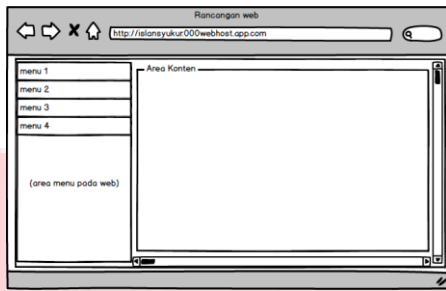 Rancangan web
http://islansyukur000webhost.app.com
menu 1
menu 2
menu 3
menu 4
(area menu pada web)
Area Konten